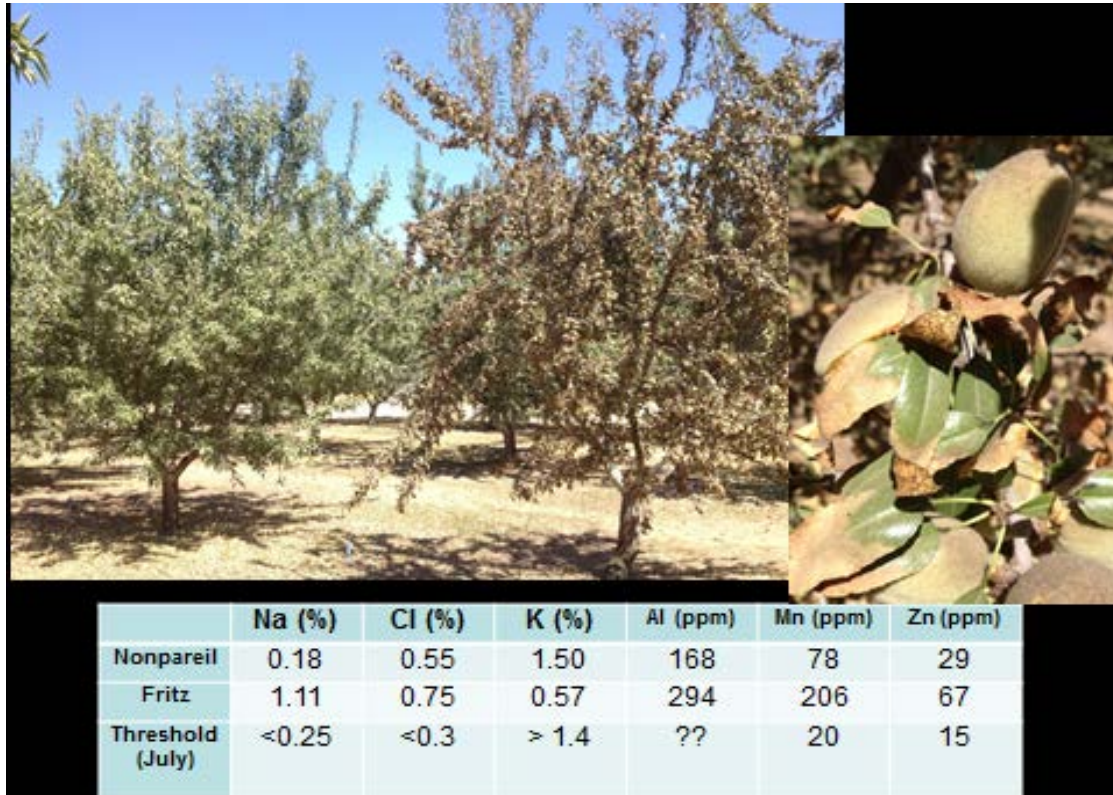 Na (%) Cl (%) K (%) Al (ppm) Mn (ppm) Zn (ppm)
Nonpareil 0.18 0.55 1.50 168 78 29
Fritz 1.11 0.75 0.57 294 206 67
Threshold (July) <0.25 <0.3 > 1.4 ?? 20 15